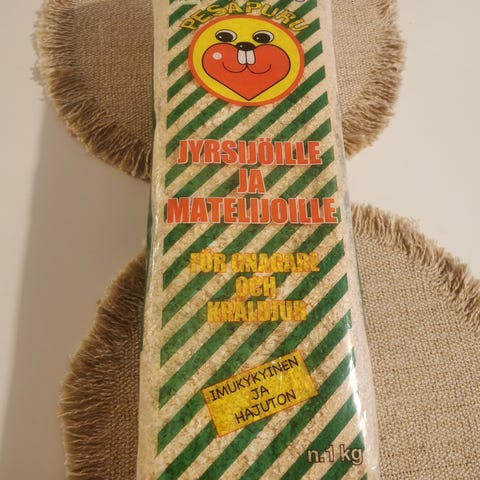 PESÄPURU
JYRSIJÖILLE
JA
MATELIJOILLE
FÖR GNAGARE
OCH
KRÄLDJUR
IMUKYKYINEN
JA
HAJUTON
n. 1 kg